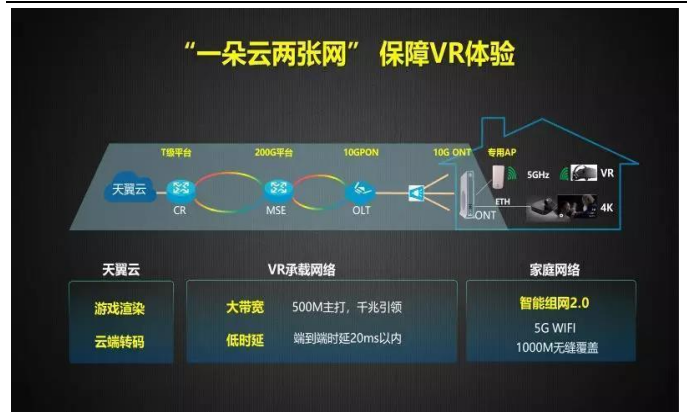 “一朵云两张网” 保障VR体验
T级平台 200G平台 10GPON 10G ONT 专用AP
天翼云 CR MSE OLT ONT ETH 5GHz VR
4K
天翼云 VR承载网络 家庭网络
游戏渲染
云端转码
大带宽 500M主打，千兆引领
低时延 端到端时延20ms以内
智能组网2.0
5G WIFI
1000M无缝覆盖